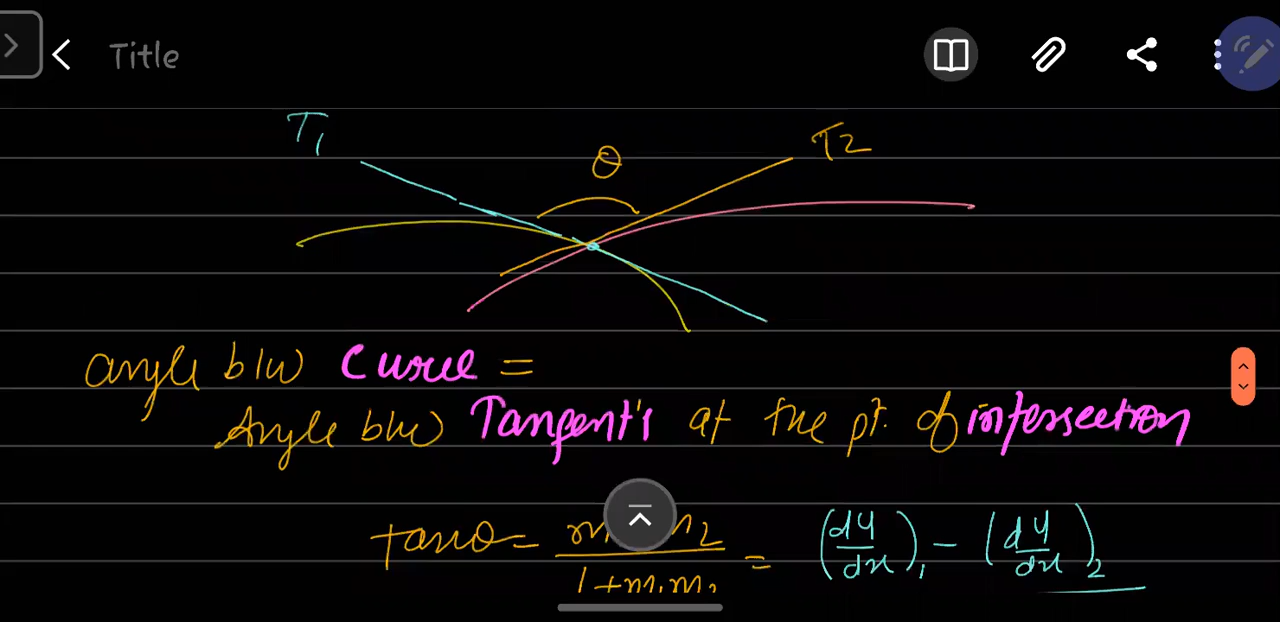 Title
T1
θ
T2
angle b/w Curve =
Angle b/w Tangent's at the pt. of intersection
tanθ = m1 m2 / 1+m1m2 = (dy/dx)1 - (dy/dx)2